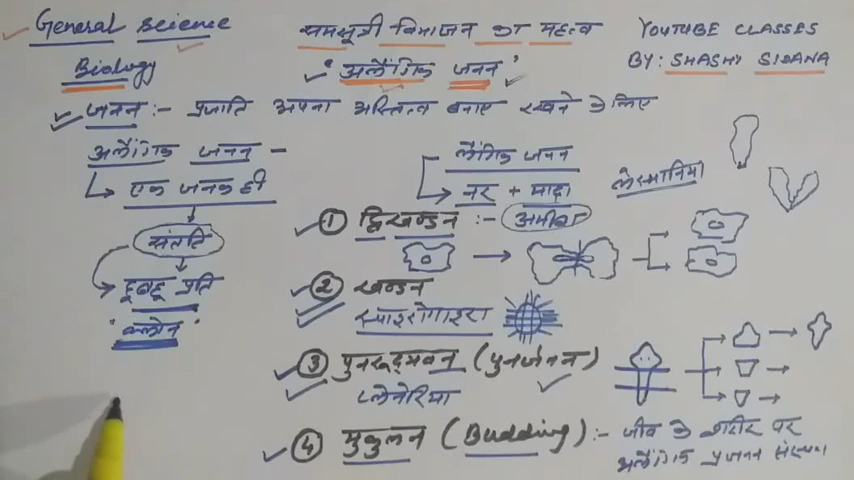 General Science
समसूत्री विभाजन का महत्व
YOUTUBE CLASSES
BY: SHASHI SIDANA
Biology
"अलैंगिक जनन"
जनन :- प्रजाति अपना अस्तित्व बनाए रखने के लिए
अलैंगिक जनन -
एक जनक ही
संतति
हूबहू प्रति
"क्लोन"
लैंगिक जनन
नर + मादा
लेस्मानिया
① द्विखण्डन :- अमीबा
② खण्डन
स्पाइरोगाइरा
③ पुनरुद्भवन (पुनर्जनन)
प्लेनेरिया
④ मुकुलन (Budding) :- जीव के शरीर पर
अलैंगिक प्रजनन संरचना